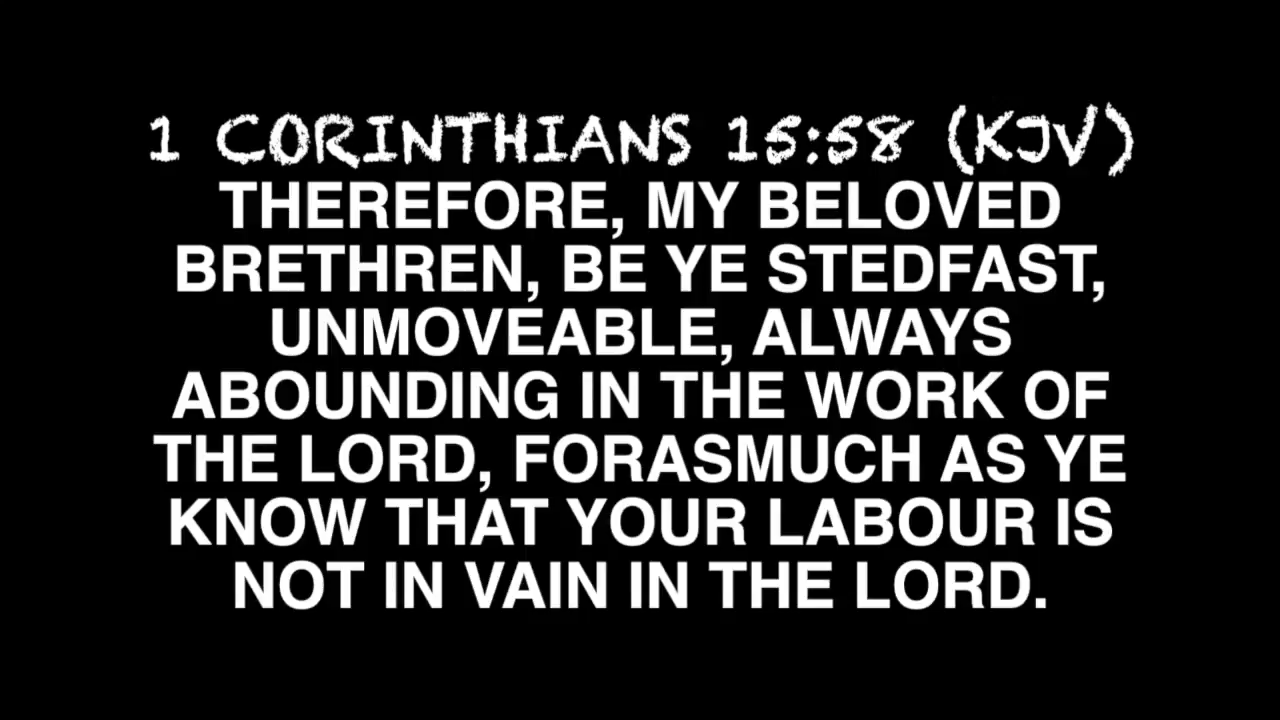 1 CORINTHIANS 15:58 (KJV)
THEREFORE, MY BELOVED
BRETHREN, BE YE STEDFAST,
UNMOVEABLE, ALWAYS
ABOUNDING IN THE WORK OF
THE LORD, FORASMUCH AS YE
KNOW THAT YOUR LABOUR IS
NOT IN VAIN IN THE LORD.